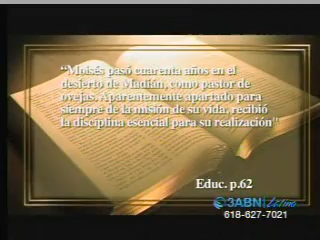 “Moisés pasó cuarenta años en el
desierto de Madián, como pastor de
ovejas. Aparentemente apartado para
siempre de la misión de su vida, recibió
la disciplina esencial para su realización”
Educ. p.62
3ABN Latino
618-627-7021